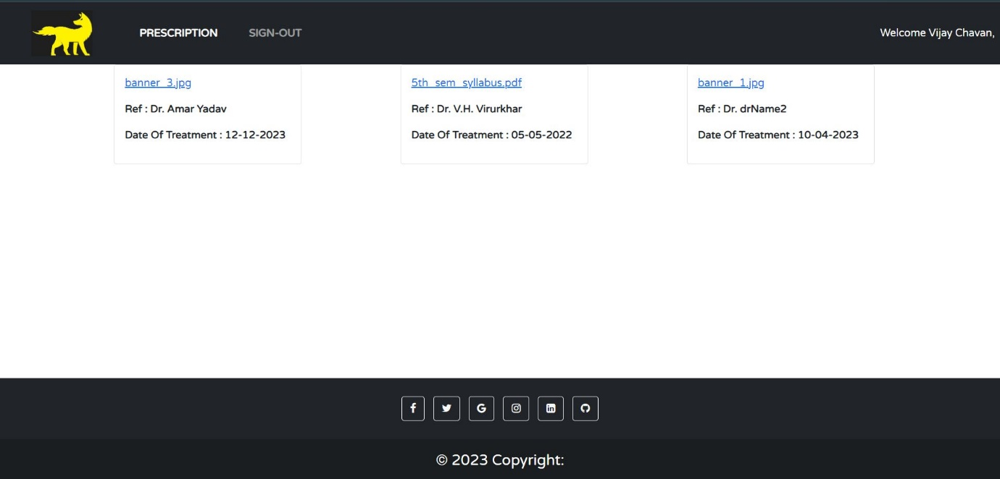 PRESCRIPTION SIGN-OUT Welcome Vijay Chavan,
banner_3.jpg
Ref : Dr. Amar Yadav
Date Of Treatment : 12-12-2023
5th_sem_syllabus.pdf
Ref : Dr. V.H. Virurkhar
Date Of Treatment : 05-05-2022
banner_1.jpg
Ref : Dr. drName2
Date Of Treatment : 10-04-2023
© 2023 Copyright: